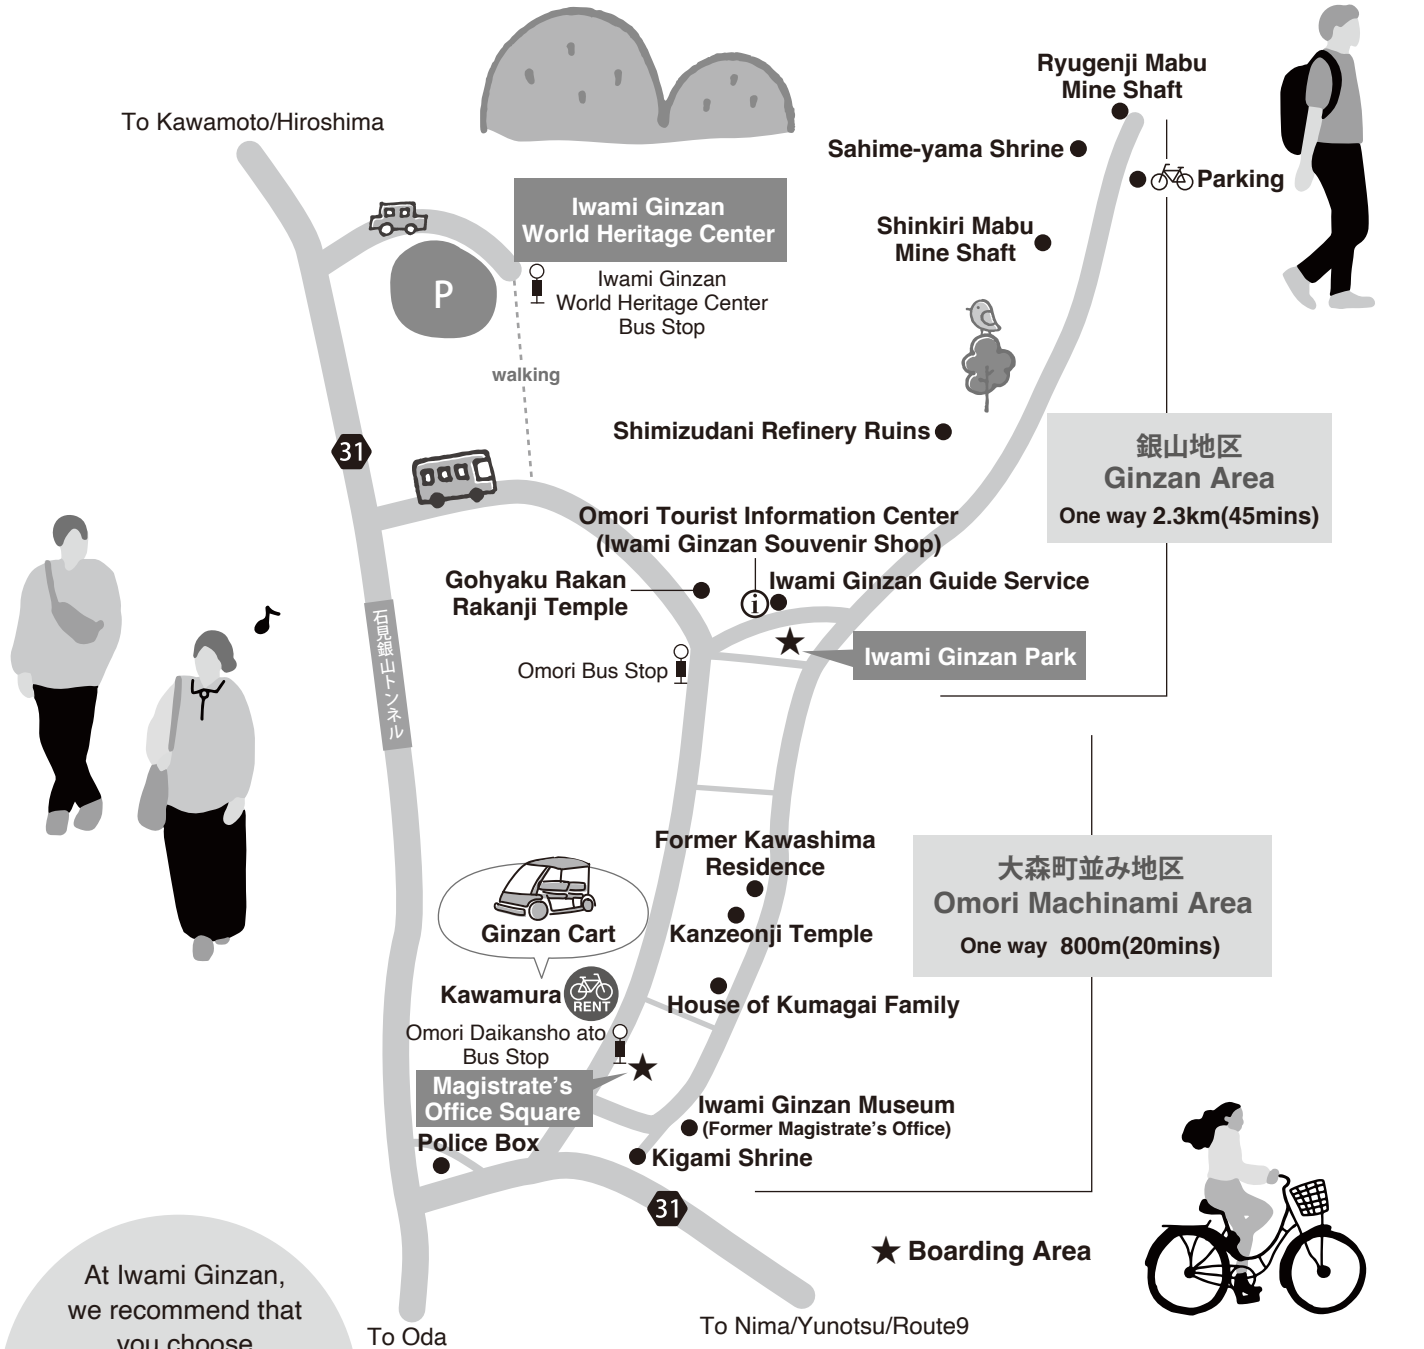 Ryugenji Mabu
Mine Shaft
To Kawamoto/Hiroshima
Sahime-yama Shrine
Parking
Iwami Ginzan
World Heritage Center
Shinkiri Mabu
Mine Shaft
Iwami Ginzan
World Heritage Center
Bus Stop
P
walking
31
Shimizudani Refinery Ruins
銀山地区
Ginzan Area
One way 2.3km(45mins)
Omori Tourist Information Center
(Iwami Ginzan Souvenir Shop)
Gohyaku Rakan
Rakanji Temple
i
Iwami Ginzan Guide Service
石見銀山トンネル
Omori Bus Stop
Iwami Ginzan Park
Former Kawashima
Residence
大森町並み地区
Omori Machinami Area
One way 800m(20mins)
Ginzan Cart
Kanzeonji Temple
Kawamura
RENT
House of Kumagai Family
Omori Daikansho ato
Bus Stop
Magistrate's
Office Square
Iwami Ginzan Museum
(Former Magistrate's Office)
Police Box
Kigami Shrine
31
★ Boarding Area
At Iwami Ginzan,
we recommend that
you choose
To Oda
To Nima/Yunotsu/Route9